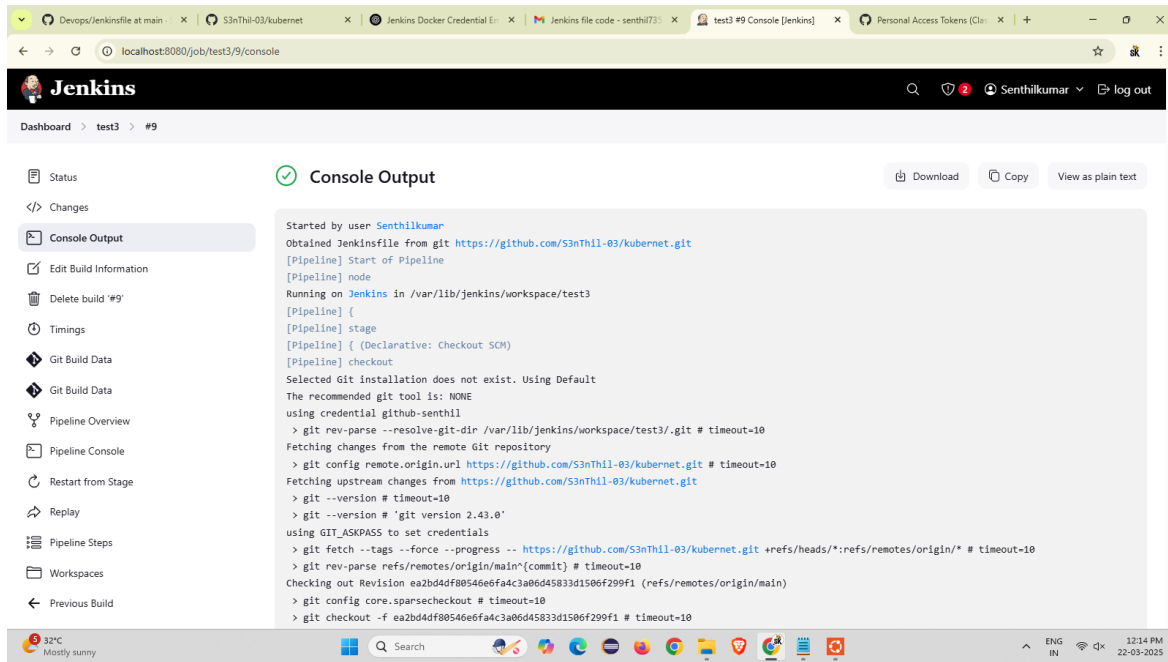 Devops/Jenkinsfile at main ·
S3nThil-03/kubernet
Jenkins Docker Credential Er
Jenkins file code - senthil735
test3 #9 Console [Jenkins]
Personal Access Tokens (Clas
localhost:8080/job/test3/9/console
Jenkins
2
Senthilkumar
log out
Dashboard > test3 > #9
Status
Changes
Console Output
Edit Build Information
Delete build '#9'
Timings
Git Build Data
Git Build Data
Pipeline Overview
Pipeline Console
Restart from Stage
Replay
Pipeline Steps
Workspaces
Previous Build
Console Output
Download
Copy
View as plain text
Started by user Senthilkumar
Obtained Jenkinsfile from git https://github.com/S3nThil-03/kubernet.git
[Pipeline] Start of Pipeline
[Pipeline] node
Running on Jenkins in /var/lib/jenkins/workspace/test3
[Pipeline] {
[Pipeline] stage
[Pipeline] { (Declarative: Checkout SCM)
[Pipeline] checkout
Selected Git installation does not exist. Using Default
The recommended git tool is: NONE
using credential github-senthil
> git rev-parse --resolve-git-dir /var/lib/jenkins/workspace/test3/.git # timeout=10
Fetching changes from the remote Git repository
> git config remote.origin.url https://github.com/S3nThil-03/kubernet.git # timeout=10
Fetching upstream changes from https://github.com/S3nThil-03/kubernet.git
> git --version # timeout=10
> git --version # 'git version 2.43.0'
using GIT_ASKPASS to set credentials
> git fetch --tags --force --progress -- https://github.com/S3nThil-03/kubernet.git +refs/heads/*:refs/remotes/origin/* # timeout=10
> git rev-parse refs/remotes/origin/main^{commit} # timeout=10
Checking out Revision ea2bd4df80546e6fa4c3a06d45833d1506f299f1 (refs/remotes/origin/main)
> git config core.sparsecheckout # timeout=10
> git checkout -f ea2bd4df80546e6fa4c3a06d45833d1506f299f1 # timeout=10
5
32°C
Mostly sunny
Search
ENG
IN
12:14 PM
22-03-2025